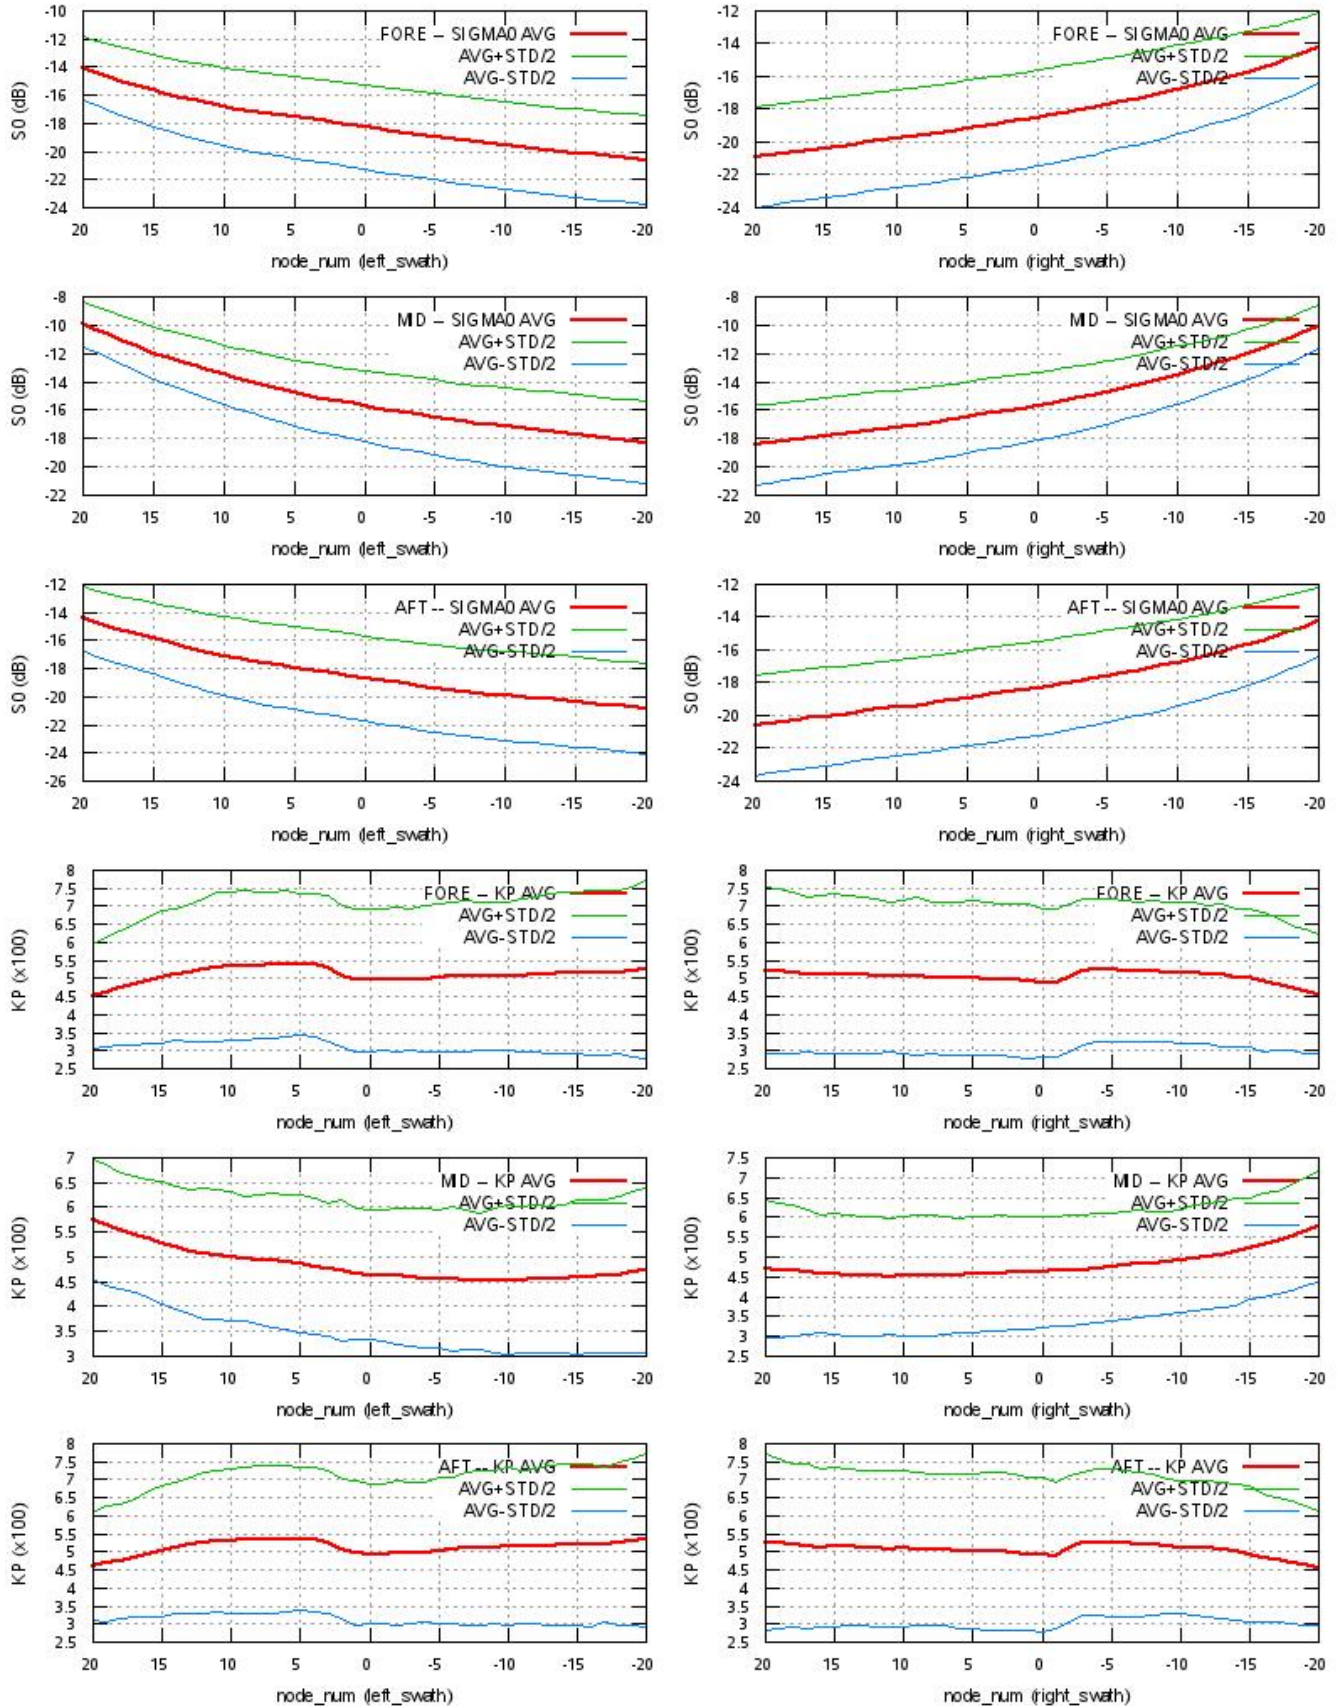 -10
-12
-14
-16
-18
-20
-22
-24
S0 (dB)
FORE -- SIGMA0 AVG
AVG+STD/2
AVG-STD/2
20 15 10 5 0 -5 -10 -15 -20
node_num (left_swath)
-12
-14
-16
-18
-20
-22
-24
S0 (dB)
FORE -- SIGMA0 AVG
AVG+STD/2
AVG-STD/2
20 15 10 5 0 -5 -10 -15 -20
node_num (right_swath)
-8
-10
-12
-14
-16
-18
-20
-22
S0 (dB)
MID -- SIGMA0 AVG
AVG+STD/2
AVG-STD/2
20 15 10 5 0 -5 -10 -15 -20
node_num (left_swath)
-8
-10
-12
-14
-16
-18
-20
-22
S0 (dB)
MID -- SIGMA0 AVG
AVG+STD/2
AVG-STD/2
20 15 10 5 0 -5 -10 -15 -20
node_num (right_swath)
-12
-14
-16
-18
-20
-22
-24
-26
S0 (dB)
AFT -- SIGMA0 AVG
AVG+STD/2
AVG-STD/2
20 15 10 5 0 -5 -10 -15 -20
node_num (left_swath)
-12
-14
-16
-18
-20
-22
-24
S0 (dB)
AFT -- SIGMA0 AVG
AVG+STD/2
AVG-STD/2
20 15 10 5 0 -5 -10 -15 -20
node_num (right_swath)
8
7.5
7
6.5
6
5.5
5
4.5
4
3.5
3
2.5
KP (x100)
FORE -- KP AVG
AVG+STD/2
AVG-STD/2
20 15 10 5 0 -5 -10 -15 -20
node_num (left_swath)
8
7.5
7
6.5
6
5.5
5
4.5
4
3.5
3
2.5
KP (x100)
FORE -- KP AVG
AVG+STD/2
AVG-STD/2
20 15 10 5 0 -5 -10 -15 -20
node_num (right_swath)
7
6.5
6
5.5
5
4.5
4
3.5
3
KP (x100)
MID -- KP AVG
AVG+STD/2
AVG-STD/2
20 15 10 5 0 -5 -10 -15 -20
node_num (left_swath)
7.5
7
6.5
6
5.5
5
4.5
4
3.5
3
2.5
KP (x100)
MID -- KP AVG
AVG+STD/2
AVG-STD/2
20 15 10 5 0 -5 -10 -15 -20
node_num (right_swath)
8
7.5
7
6.5
6
5.5
5
4.5
4
3.5
3
2.5
KP (x100)
AFT -- KP AVG
AVG+STD/2
AVG-STD/2
20 15 10 5 0 -5 -10 -15 -20
node_num (left_swath)
8
7.5
7
6.5
6
5.5
5
4.5
4
3.5
3
2.5
KP (x100)
AFT -- KP AVG
AVG+STD/2
AVG-STD/2
20 15 10 5 0 -5 -10 -15 -20
node_num (right_swath)